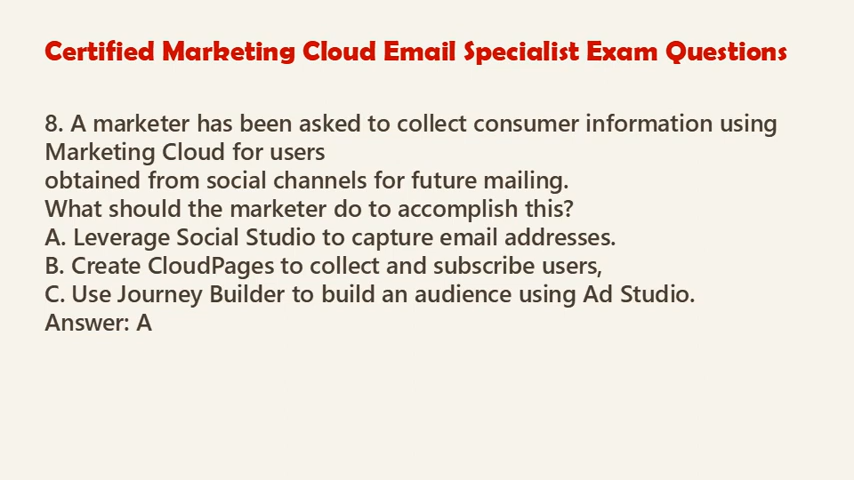 Certified Marketing Cloud Email Specialist Exam Questions
8. A marketer has been asked to collect consumer information using
Marketing Cloud for users
obtained from social channels for future mailing.
What should the marketer do to accomplish this?
A. Leverage Social Studio to capture email addresses.
B. Create CloudPages to collect and subscribe users,
C. Use Journey Builder to build an audience using Ad Studio.
Answer: A